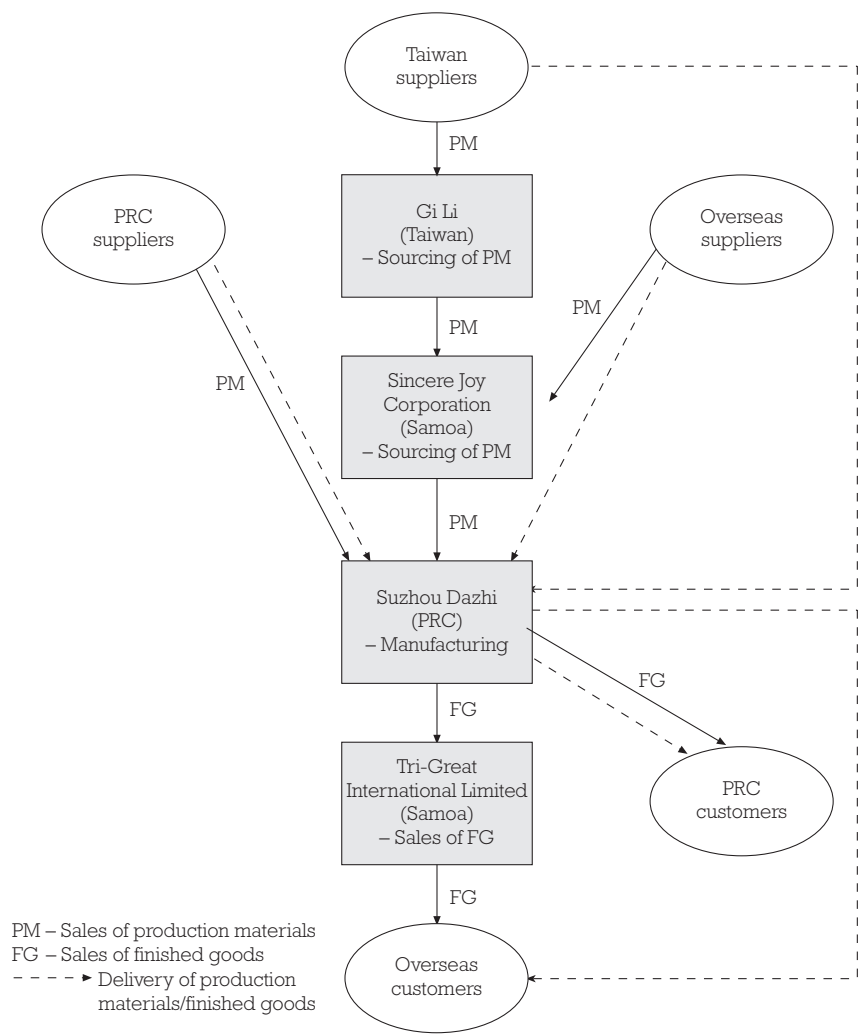 Taiwan
suppliers
PM
PRC
suppliers
Gi Li
(Taiwan)
– Sourcing of PM
Overseas
suppliers
PM
PM
PM
Sincere Joy
Corporation
(Samoa)
– Sourcing of PM
PM
Suzhou Dazhi
(PRC)
– Manufacturing
FG
FG
Tri-Great
International Limited
(Samoa)
– Sales of FG
PRC
customers
FG
PM – Sales of production materials
FG – Sales of finished goods
Delivery of production
materials/finished goods
Overseas
customers